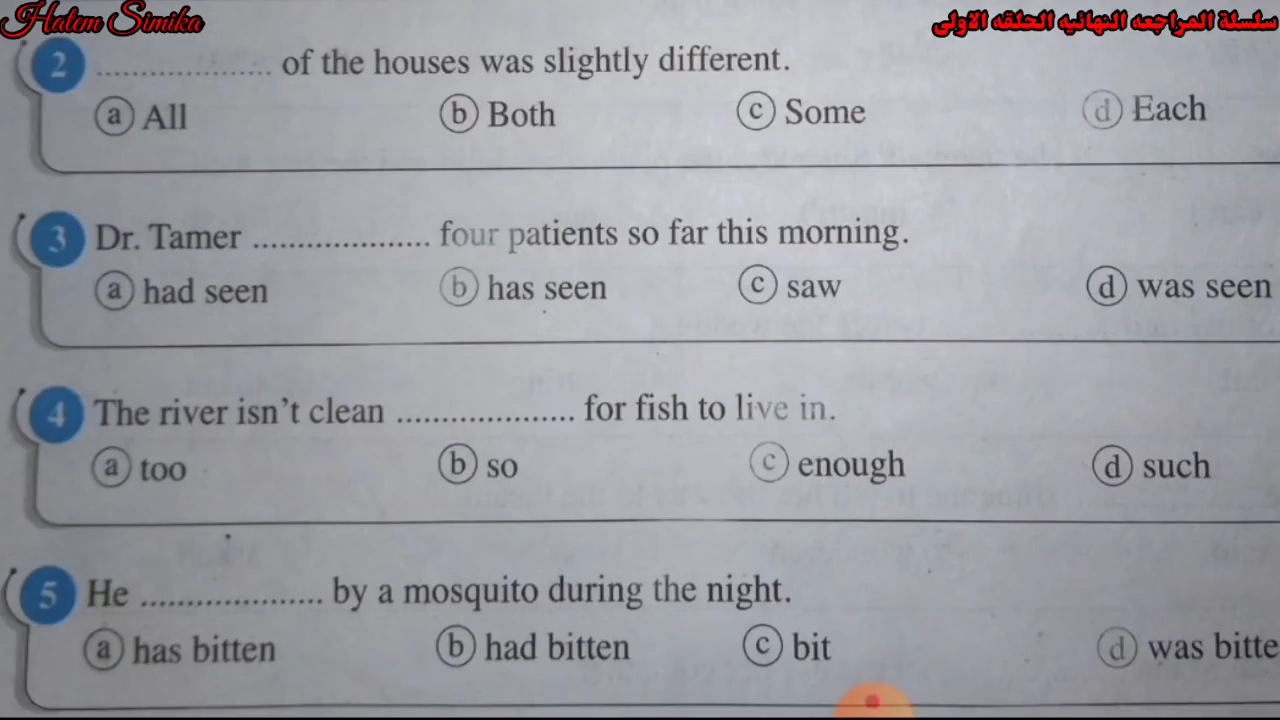 Hatem Simika
سلسلة المراجعه النهائيه الحلقه الاولى
2 .................... of the houses was slightly different.
a All b Both c Some d Each
3 Dr. Tamer .................... four patients so far this morning.
a had seen b has seen c saw d was seen
4 The river isn't clean .................... for fish to live in.
a too b so c enough d such
5 He .................... by a mosquito during the night.
a has bitten b had bitten c bit d was bitte